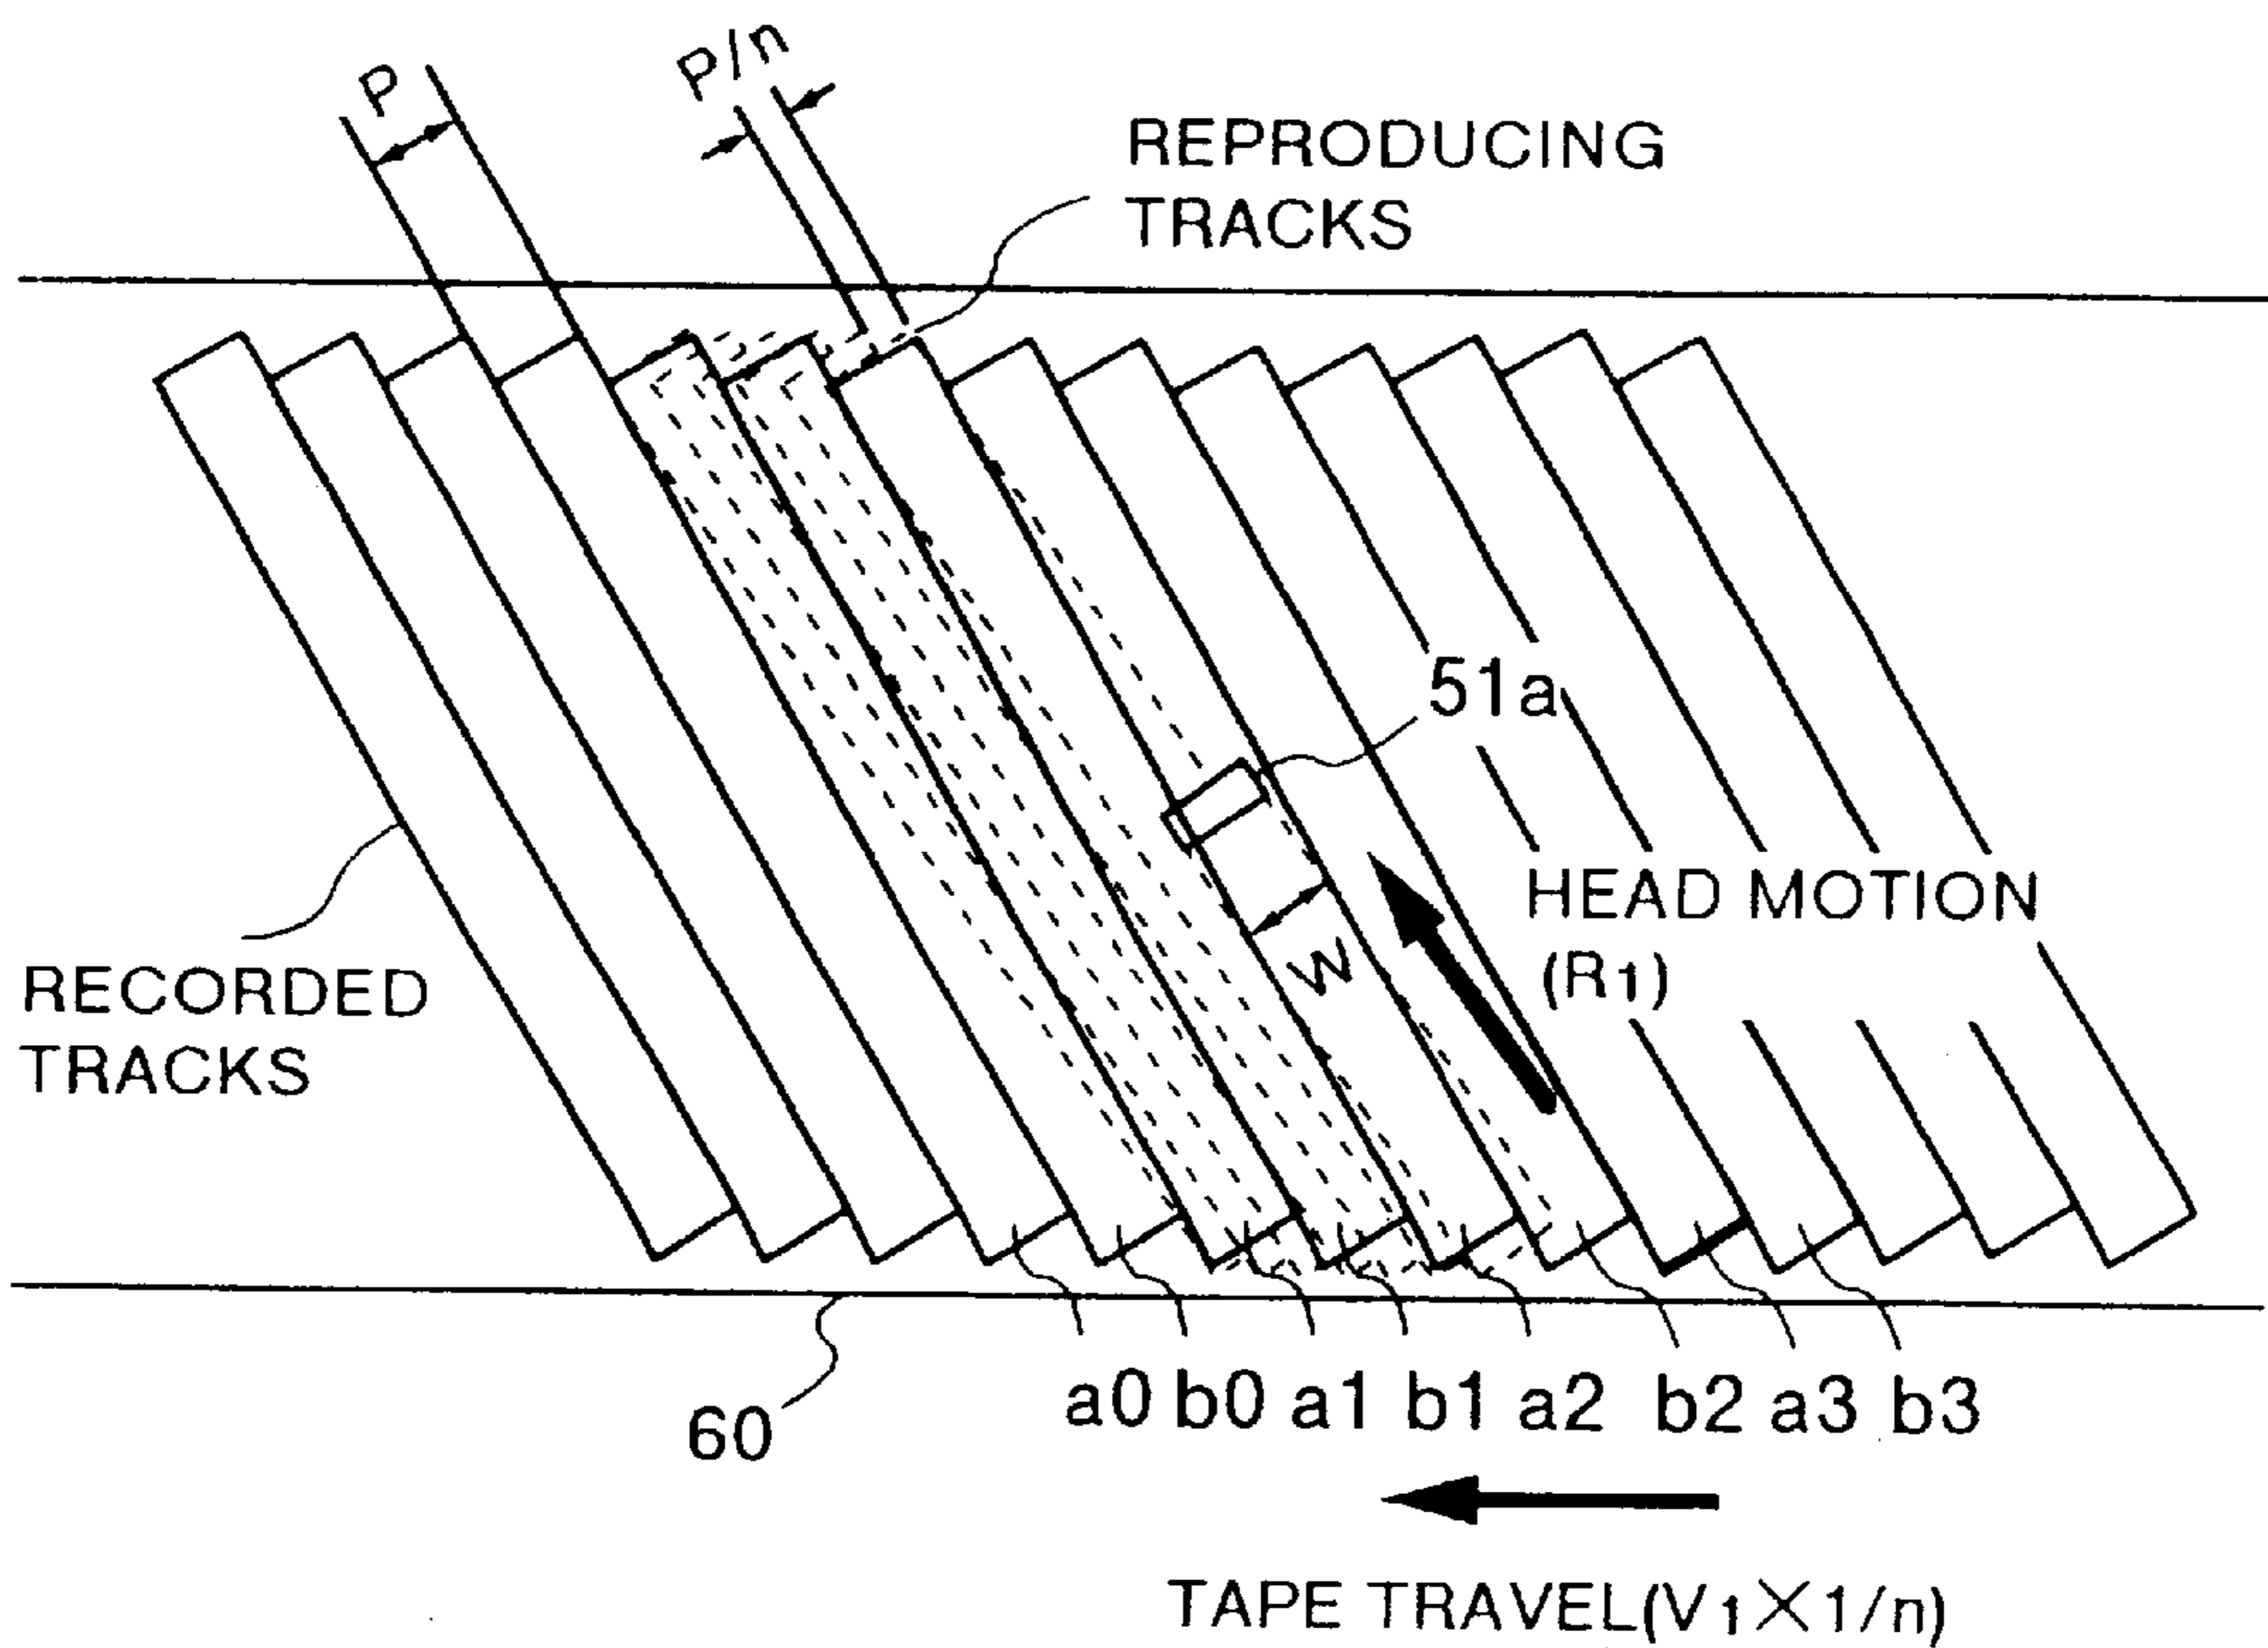 P
P/n
REPRODUCING
TRACKS
51a
HEAD MOTION
(R1)
W
RECORDED
TRACKS
60
a0 b0 a1 b1 a2 b2 a3 b3
TAPE TRAVEL(V1×1/n)